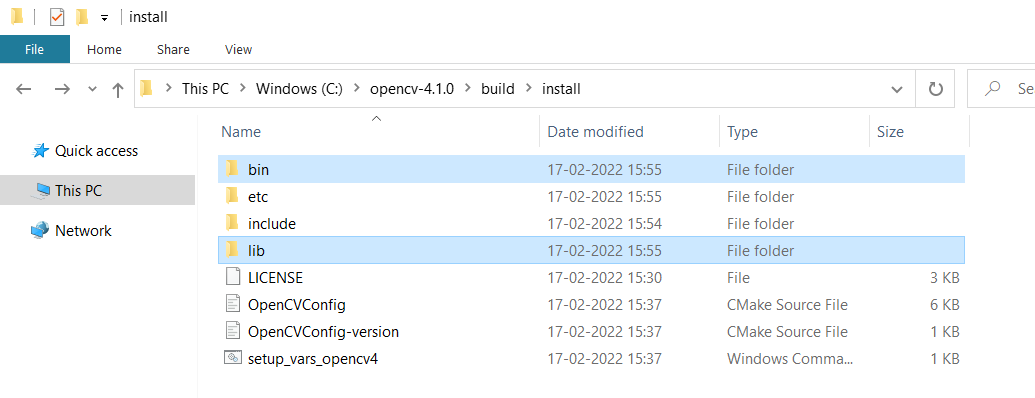 install
File Home Share View
This PC Windows (C:) opencv-4.1.0 build install Se
Name Date modified Type Size
Quick access
This PC
Network
bin 17-02-2022 15:55 File folder
etc 17-02-2022 15:55 File folder
include 17-02-2022 15:54 File folder
lib 17-02-2022 15:55 File folder
LICENSE 17-02-2022 15:30 File 3 KB
OpenCVConfig 17-02-2022 15:37 CMake Source File 6 KB
OpenCVConfig-version 17-02-2022 15:37 CMake Source File 1 KB
setup_vars_opencv4 17-02-2022 15:37 Windows Comma... 1 KB